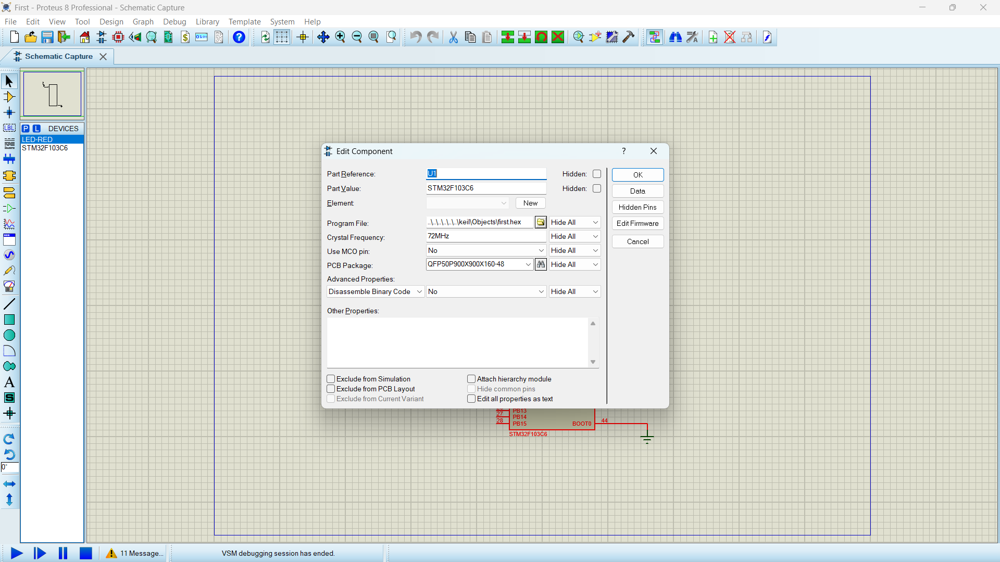 First - Proteus 8 Professional - Schematic Capture
File Edit View Tool Design Graph Debug Library Template System Help
Schematic Capture
P L DEVICES
LED-RED
STM32F103C6
LBL
A
S
0°
Edit Component
Part Reference: U1 Hidden:
Part Value: STM32F103C6 Hidden:
Element: New
Program File: ..\..\..\..\..\..\keil\Objects\first.hex Hide All
Crystal Frequency: 72MHz Hide All
Use MCO pin: No Hide All
PCB Package: QFP50P900X900X160-48 Hide All
Advanced Properties:
Disassemble Binary Code No Hide All
Other Properties:
Exclude from Simulation Attach hierarchy module
Exclude from PCB Layout Hide common pins
Exclude from Current Variant Edit all properties as text
OK
Data
Hidden Pins
Edit Firmware
Cancel
PB13
27 PB14
28 PB15 BOOT0 44
STM32F103C6
11 Message... VSM debugging session has ended.